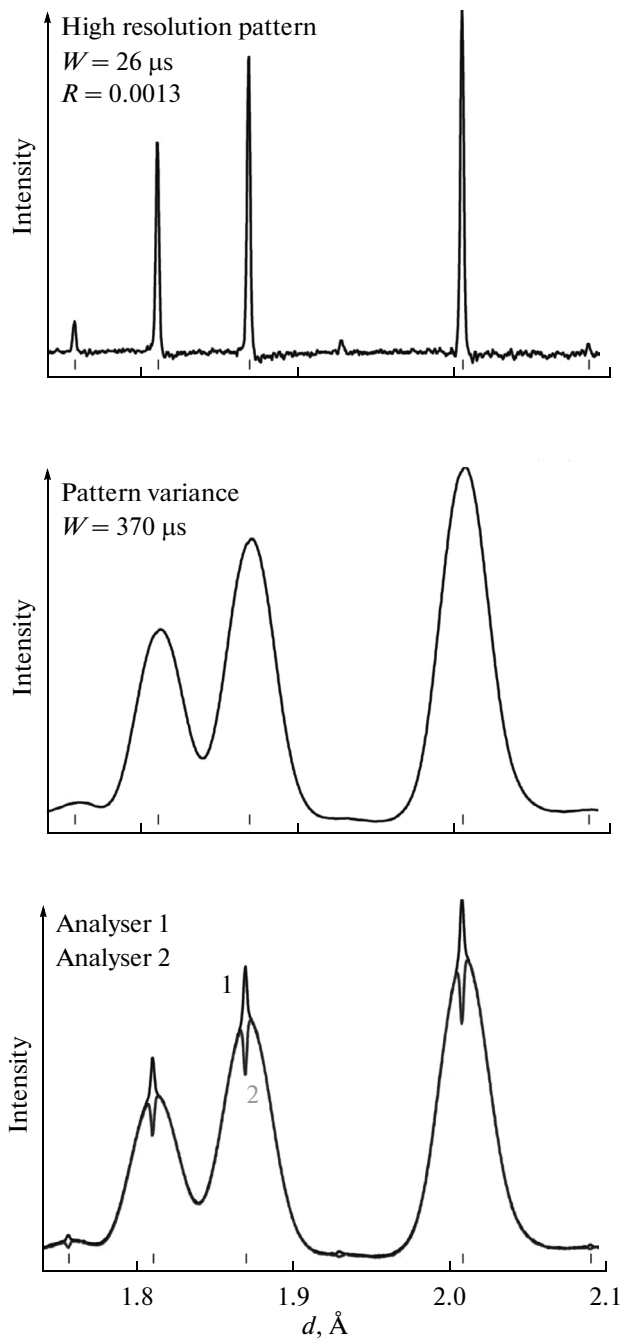 High resolution pattern
W = 26 μs
R = 0.0013
Intensity
Pattern variance
W = 370 μs
Intensity
Analyser 1
Analyser 2
1
2
Intensity
1.8 1.9 2.0 2.1
d, Å